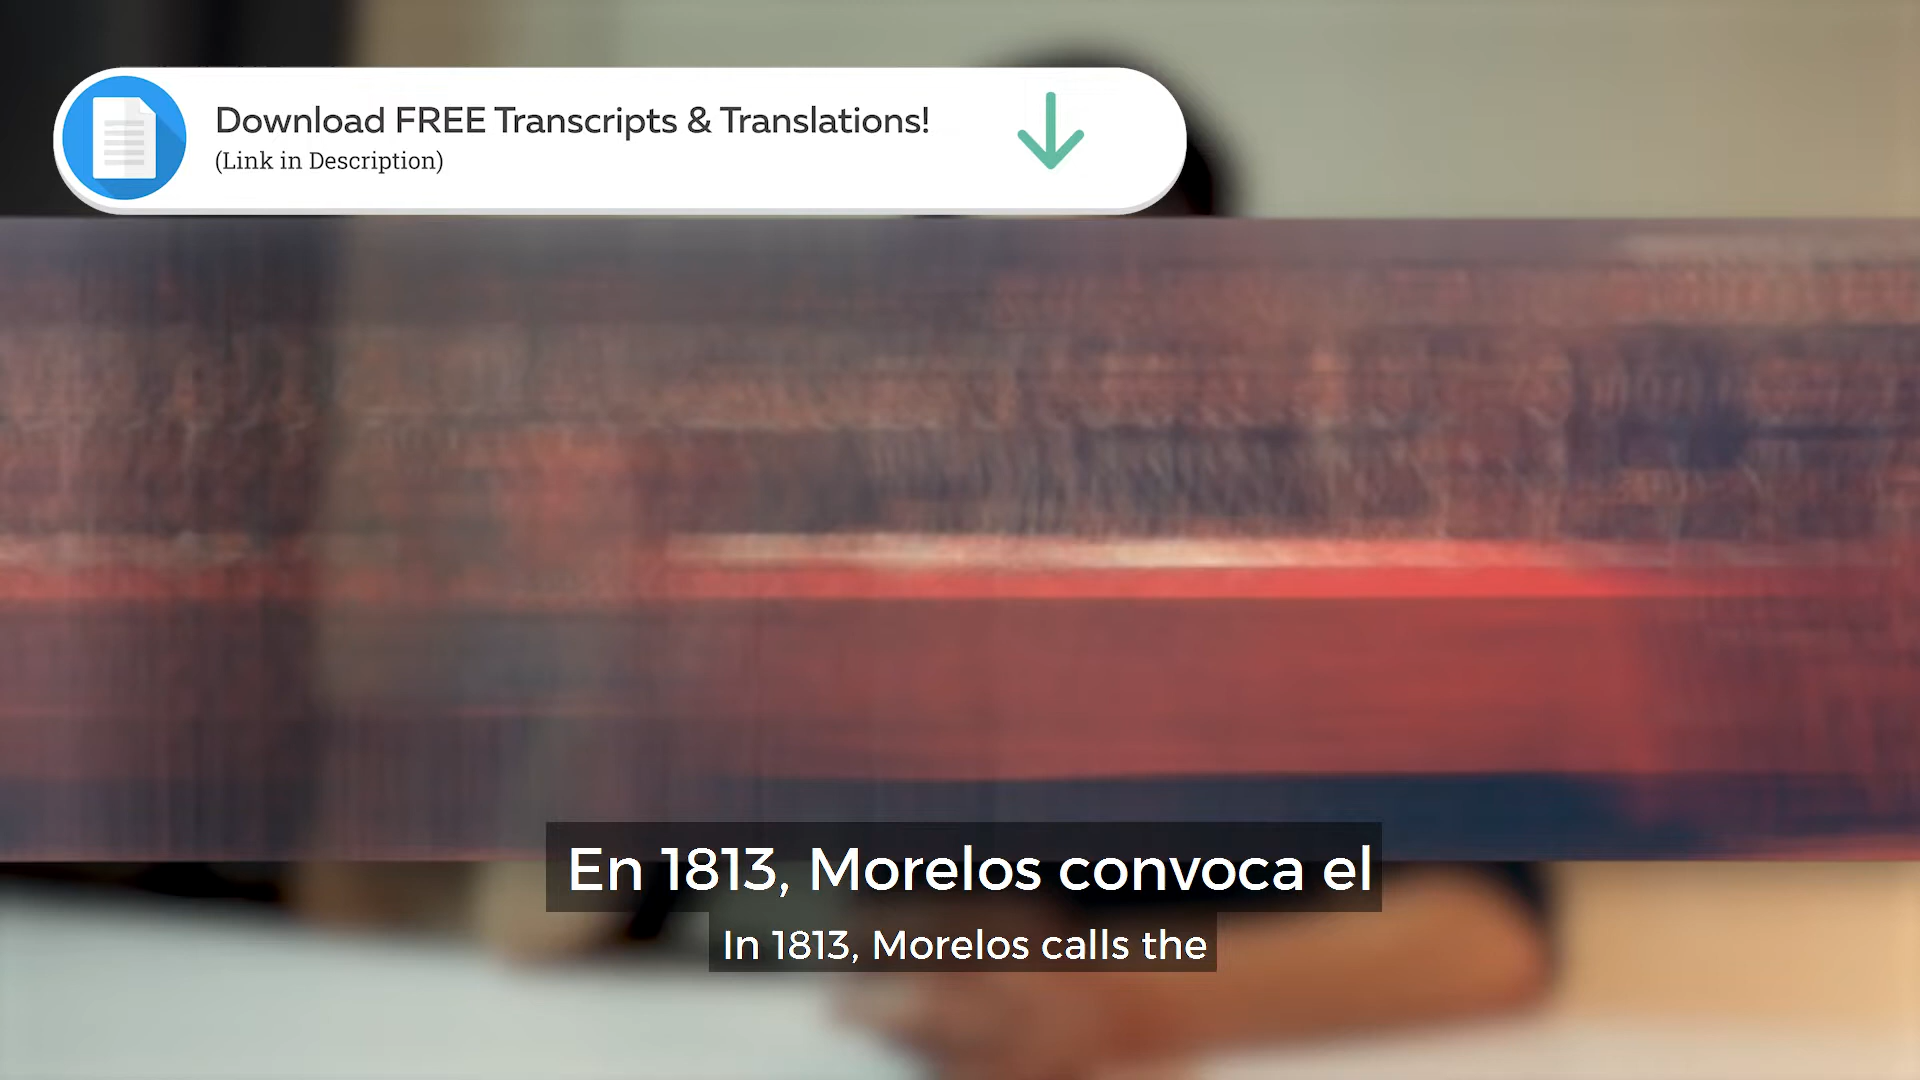 Download FREE Transcripts & Translations!
(Link in Description)
En 1813, Morelos convoca el
In 1813, Morelos calls the